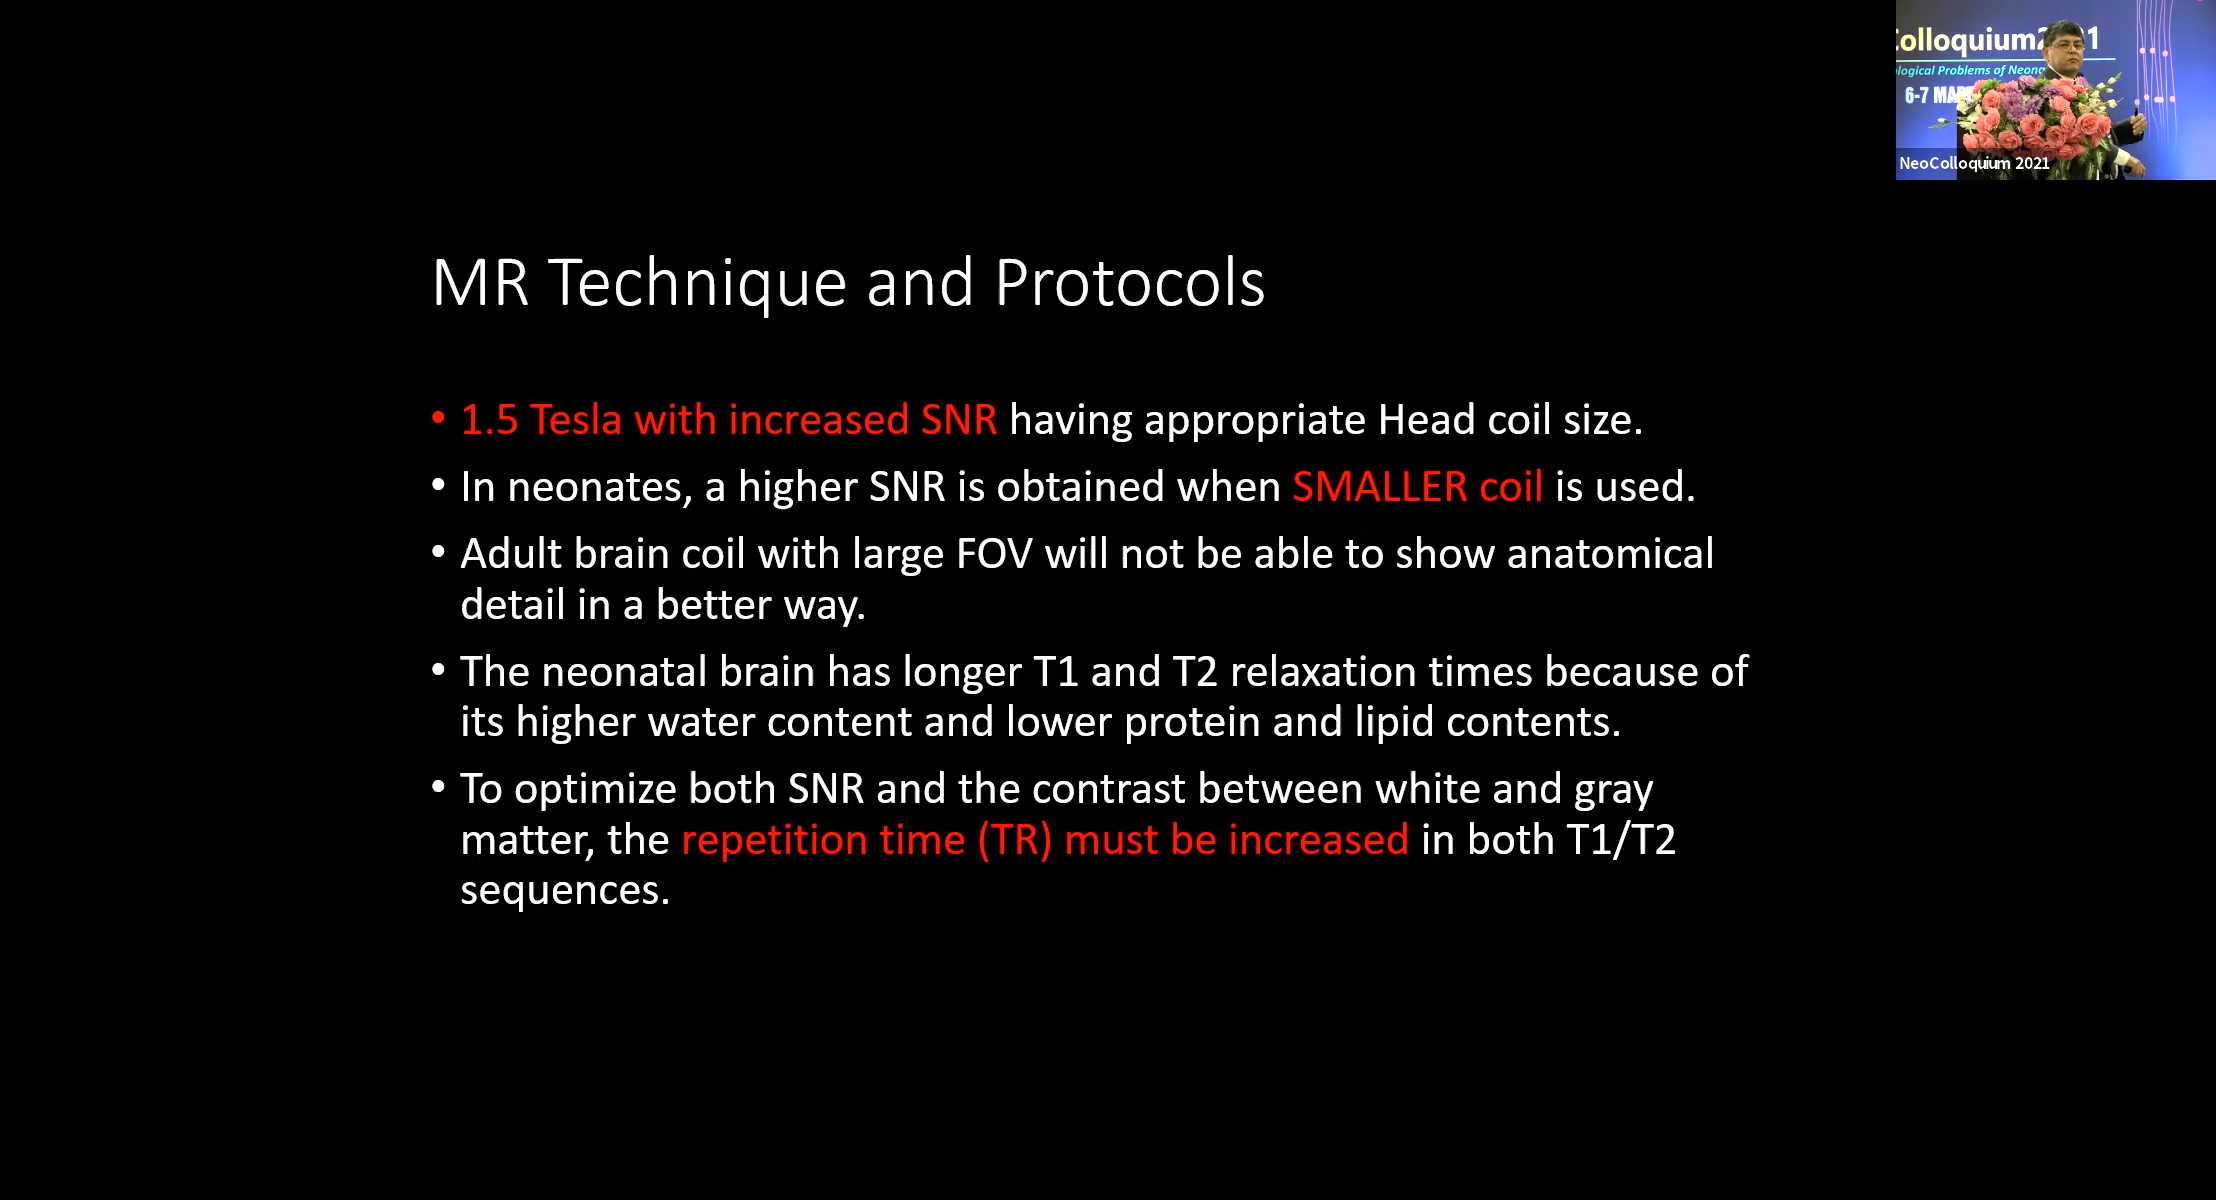 MR Technique and Protocols
• 1.5 Tesla with increased SNR having appropriate Head coil size.
• In neonates, a higher SNR is obtained when SMALLER coil is used.
• Adult brain coil with large FOV will not be able to show anatomical
detail in a better way.
• The neonatal brain has longer T1 and T2 relaxation times because of
its higher water content and lower protein and lipid contents.
• To optimize both SNR and the contrast between white and gray
matter, the repetition time (TR) must be increased in both T1/T2
sequences.
Problems of
6-7
NeoColloquium 2021